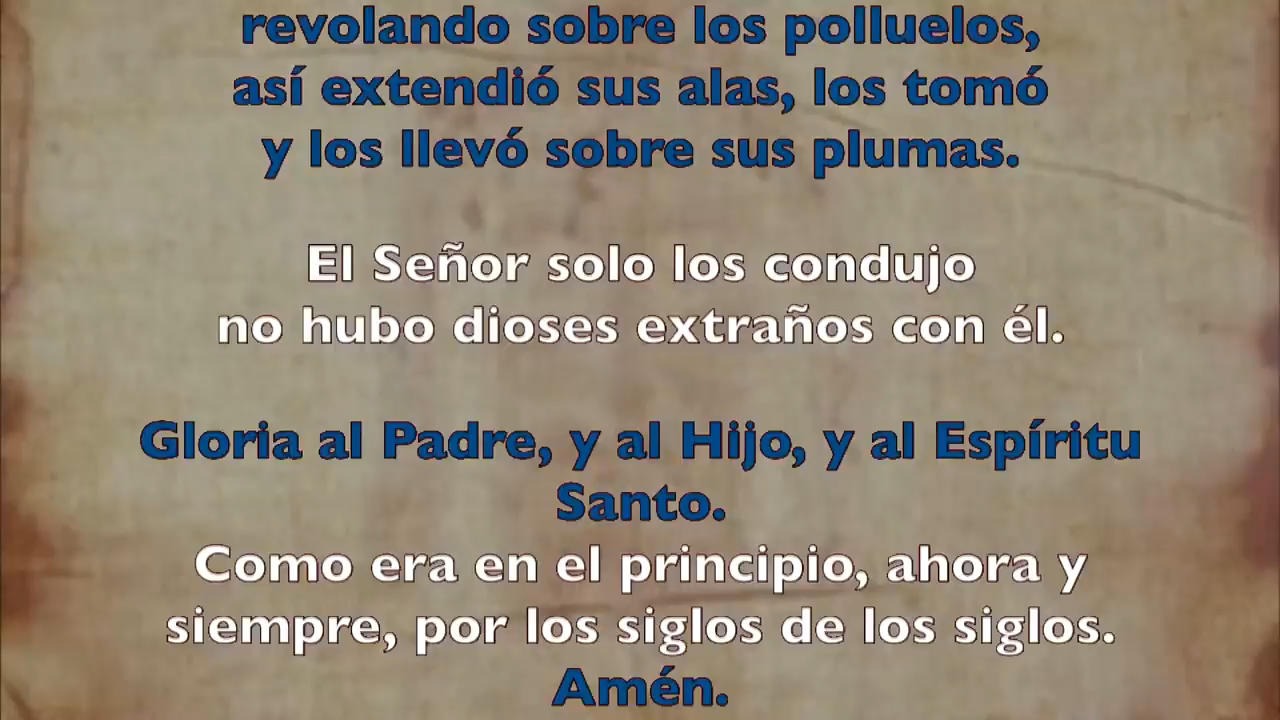 revolando sobre los polluelos,
así extendió sus alas, los tomó
y los llevó sobre sus plumas.
El Señor solo los condujo
no hubo dioses extraños con él.
Gloria al Padre, y al Hijo, y al Espíritu
Santo.
Como era en el principio, ahora y
siempre, por los siglos de los siglos.
Amén.